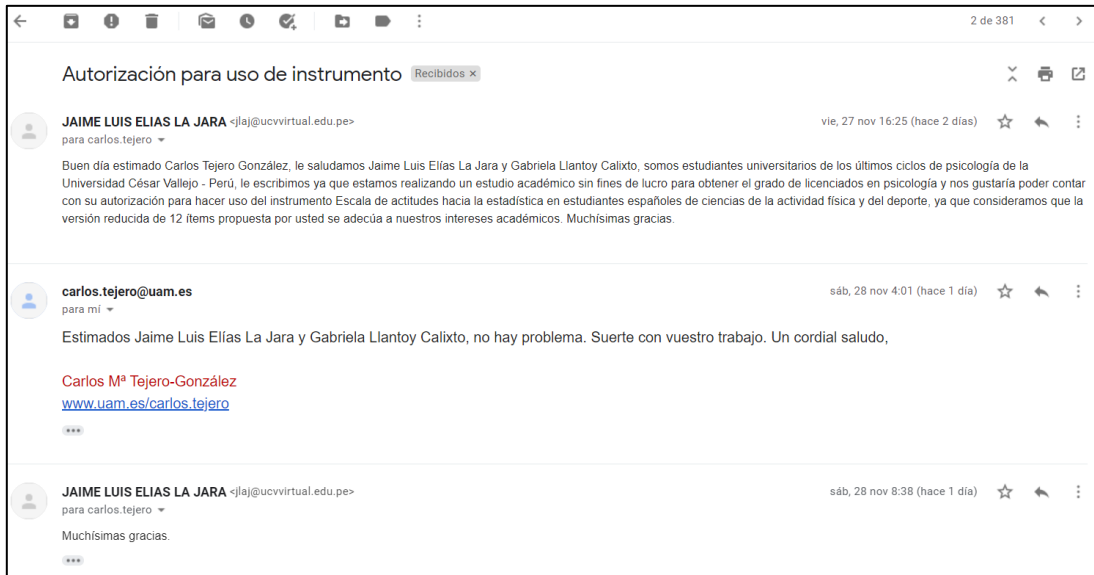 2 de 381
Autorización para uso de instrumento Recibidos ×
JAIME LUIS ELIAS LA JARA <jlaj@ucvvirtual.edu.pe> vie, 27 nov 16:25 (hace 2 días)
para carlos.tejero
Buen día estimado Carlos Tejero González, le saludamos Jaime Luis Elías La Jara y Gabriela Llantoy Calixto, somos estudiantes universitarios de los últimos ciclos de psicología de la
Universidad César Vallejo - Perú, le escribimos ya que estamos realizando un estudio académico sin fines de lucro para obtener el grado de licenciados en psicología y nos gustaría poder contar
con su autorización para hacer uso del instrumento Escala de actitudes hacia la estadística en estudiantes españoles de ciencias de la actividad física y del deporte, ya que consideramos que la
versión reducida de 12 ítems propuesta por usted se adecúa a nuestros intereses académicos. Muchísimas gracias.
carlos.tejero@uam.es sáb, 28 nov 4:01 (hace 1 día)
para mí
Estimados Jaime Luis Elías La Jara y Gabriela Llantoy Calixto, no hay problema. Suerte con vuestro trabajo. Un cordial saludo,
Carlos Mª Tejero-González
www.uam.es/carlos.tejero
JAIME LUIS ELIAS LA JARA <jlaj@ucvvirtual.edu.pe> sáb, 28 nov 8:38 (hace 1 día)
para carlos.tejero
Muchísimas gracias.